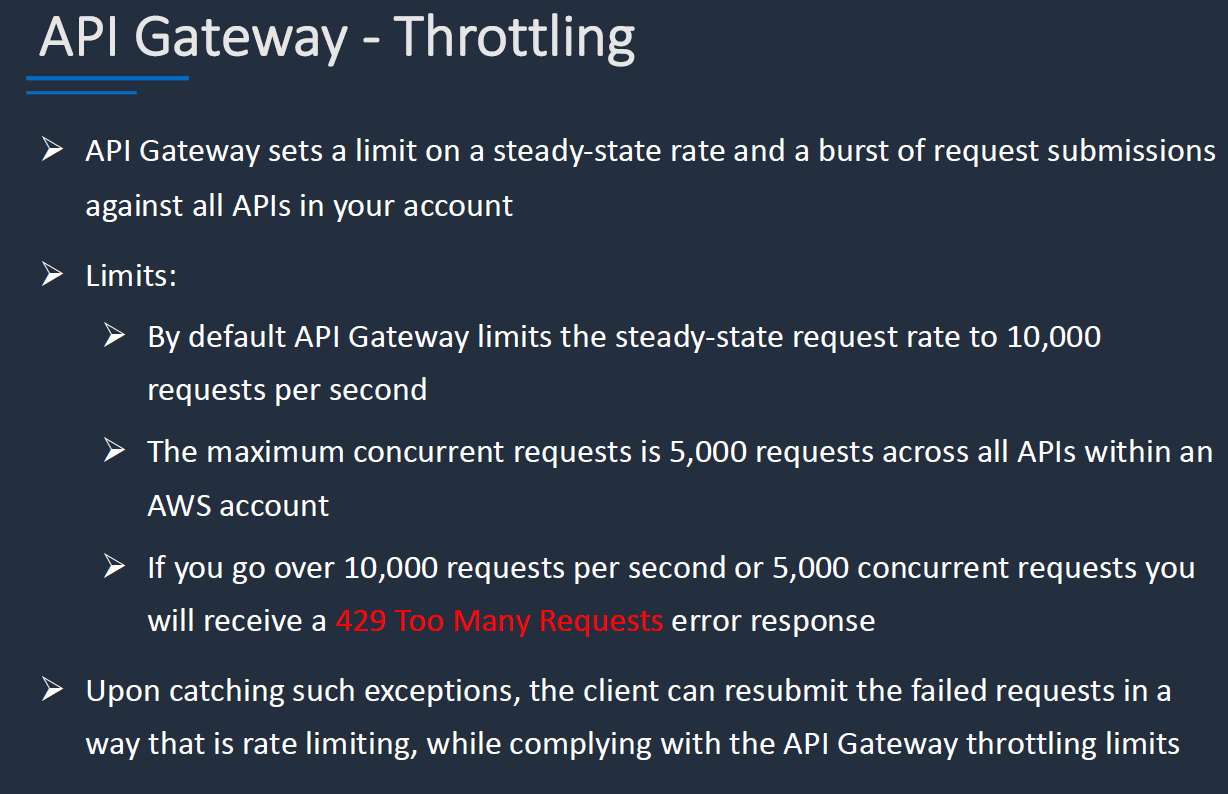 API Gateway - Throttling
➢ API Gateway sets a limit on a steady-state rate and a burst of request submissions
against all APIs in your account
➢ Limits:
➢ By default API Gateway limits the steady-state request rate to 10,000
requests per second
➢ The maximum concurrent requests is 5,000 requests across all APIs within an
AWS account
➢ If you go over 10,000 requests per second or 5,000 concurrent requests you
will receive a 429 Too Many Requests error response
➢ Upon catching such exceptions, the client can resubmit the failed requests in a
way that is rate limiting, while complying with the API Gateway throttling limits